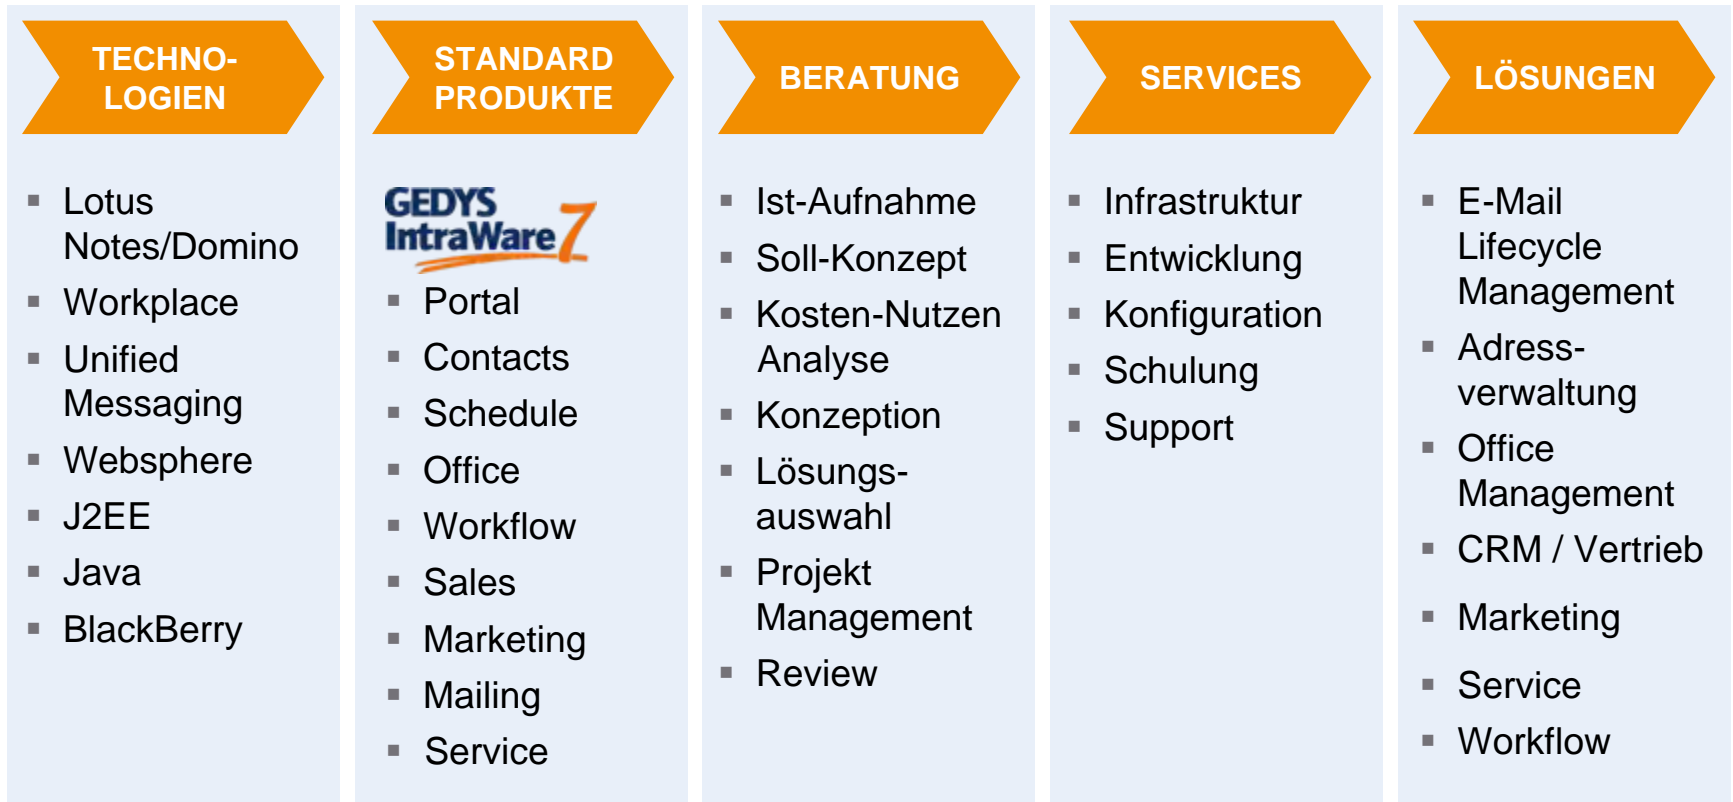 TECHNO-
LOGIEN
Lotus
Notes/Domino
Workplace
Unified
Messaging
Websphere
J2EE
Java
BlackBerry
STANDARD
PRODUKTE
GEDYS
IntraWare 7
Portal
Contacts
Schedule
Office
Workflow
Sales
Marketing
Mailing
Service
BERATUNG
Ist-Aufnahme
Soll-Konzept
Kosten-Nutzen
Analyse
Konzeption
Lösungs-
auswahl
Projekt
Management
Review
SERVICES
Infrastruktur
Entwicklung
Konfiguration
Schulung
Support
LÖSUNGEN
E-Mail
Lifecycle
Management
Adress-
verwaltung
Office
Management
CRM / Vertrieb
Marketing
Service
Workflow